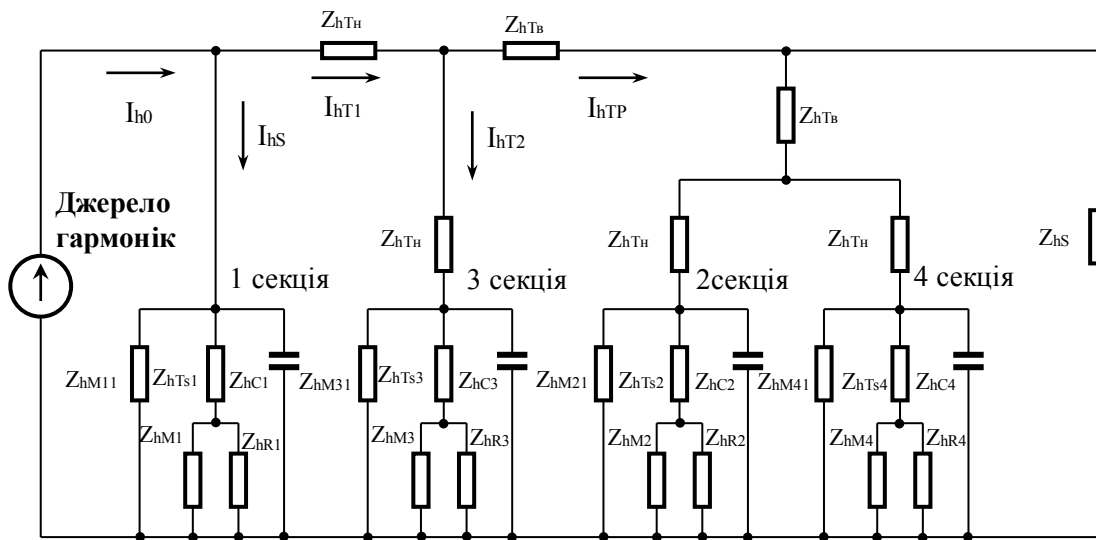 ZhTн
ZhTв
Ih0
IhT1
IhTP
IhS
IhT2
ZhTв
Джерело
гармонік
ZhTн
ZhTн
ZhTн
ZhS
1 секція
3 секція
2секція
4 секція
ZhM11
ZhTs1
ZhC1
ZhM31
ZhTs3
ZhC3
ZhM21
ZhTs2
ZhC2
ZhM41
ZhTs4
ZhC4
ZhM1
ZhR1
ZhM3
ZhR3
ZhM2
ZhR2
ZhM4
ZhR4